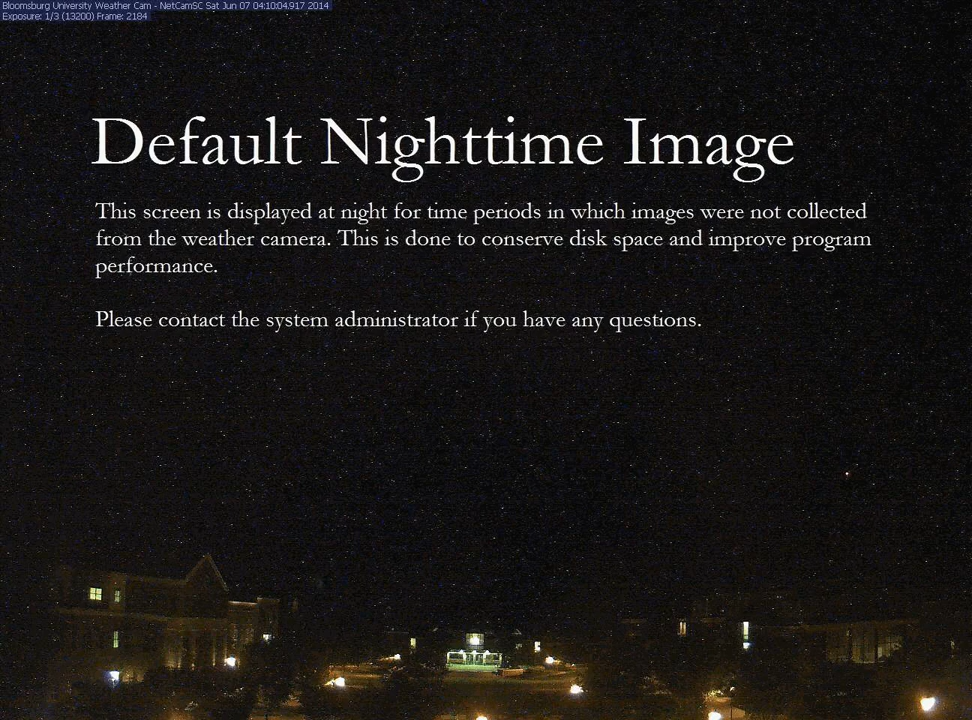 Bloomsburg University Weather Cam - NetCamSC Sat Jun 07 04:10:04.917 2014
Exposure: 1/3 (13200) Frame: 2184
Default Nighttime Image
This screen is displayed at night for time periods in which images were not collected
from the weather camera. This is done to conserve disk space and improve program
performance.
Please contact the system administrator if you have any questions.